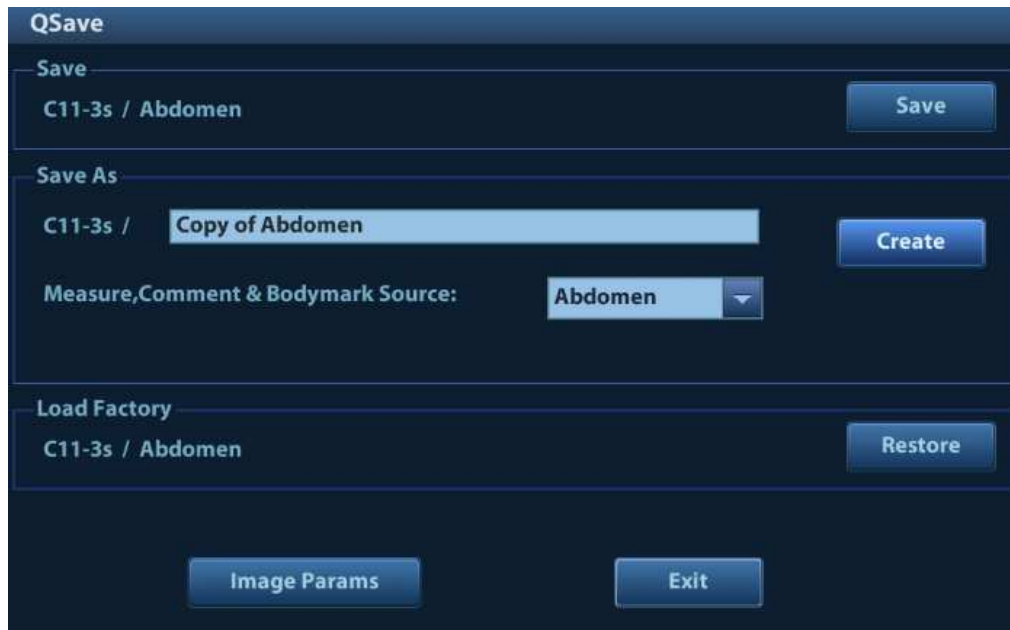 QSave
Save
C11-3s / Abdomen
Save
Save As
C11-3s / Copy of Abdomen
Create
Measure,Comment & Bodymark Source: Abdomen
Load Factory
C11-3s / Abdomen
Restore
Image Params
Exit